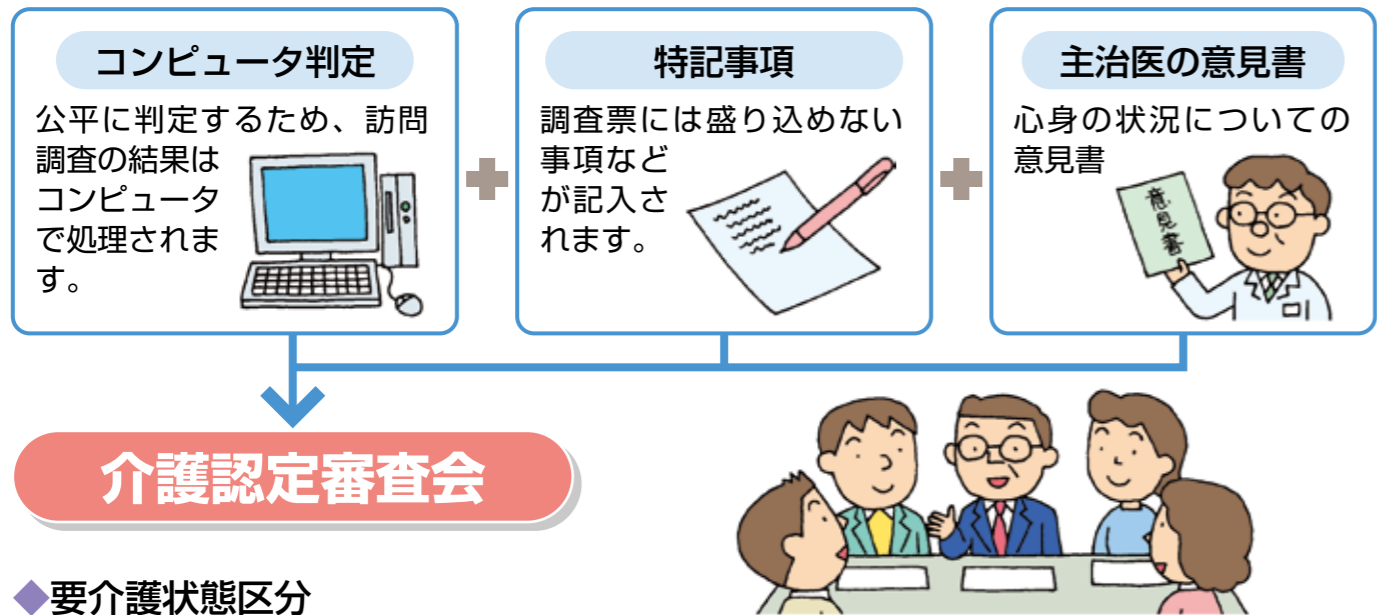 コンピュータ判定
公平に判定するため、訪問
調査の結果は
コンピュータ
で処理されま
す。
特記事項
調査票には盛り込めない
事項など
が記入さ
れます。
主治医の意見書
心身の状況についての
意見書
意見書
介護認定審査会
◆要介護状態区分